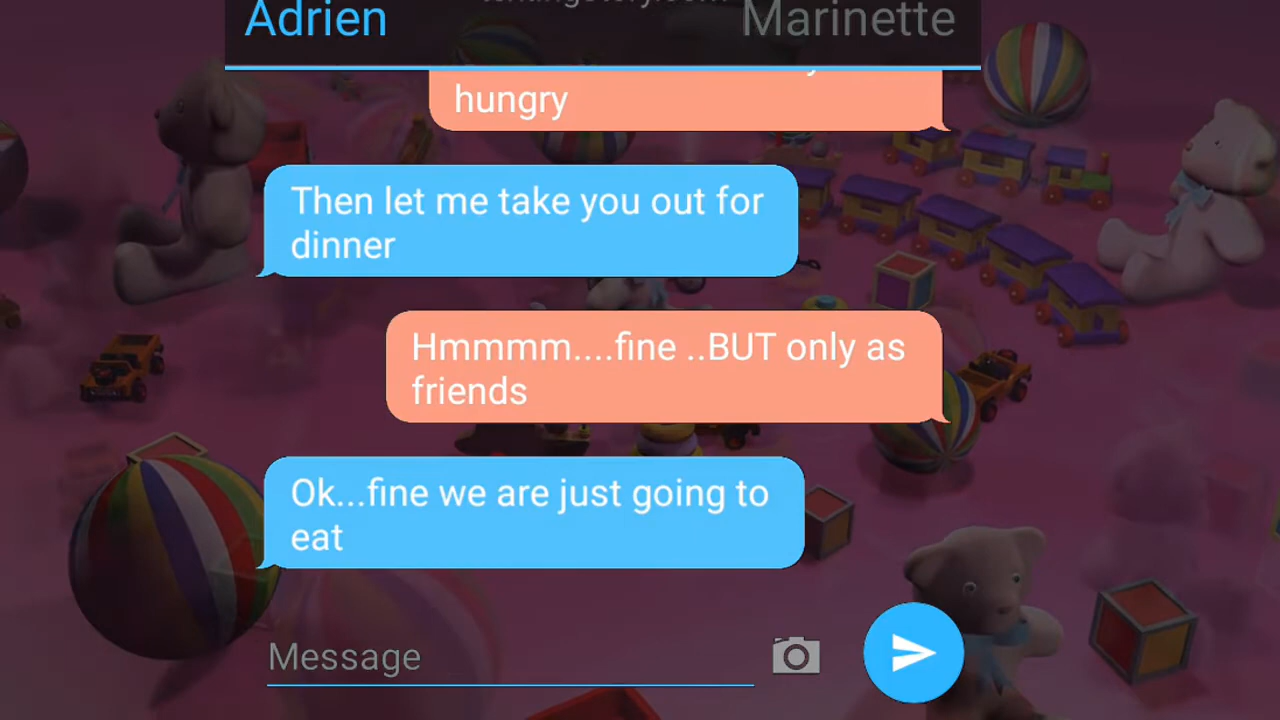 Adrien Marinette
hungry
Then let me take you out for
dinner
Hmmmm....fine ..BUT only as
friends
Ok...fine we are just going to
eat
Message